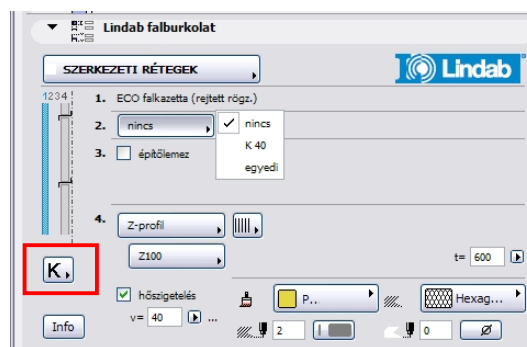 Lindab falburkolat
SZERKEZETI RÉTEGEK
Lindab
1234
1. ECO falkazetta (rejtett rögz.)
2. nincs
nincs
K 40
egyedi
3. építőlemez
4. Z-profil
Z100
t= 600
K
hőszigetelés
P..
Hexag...
v= 40 ...
Info
2
0